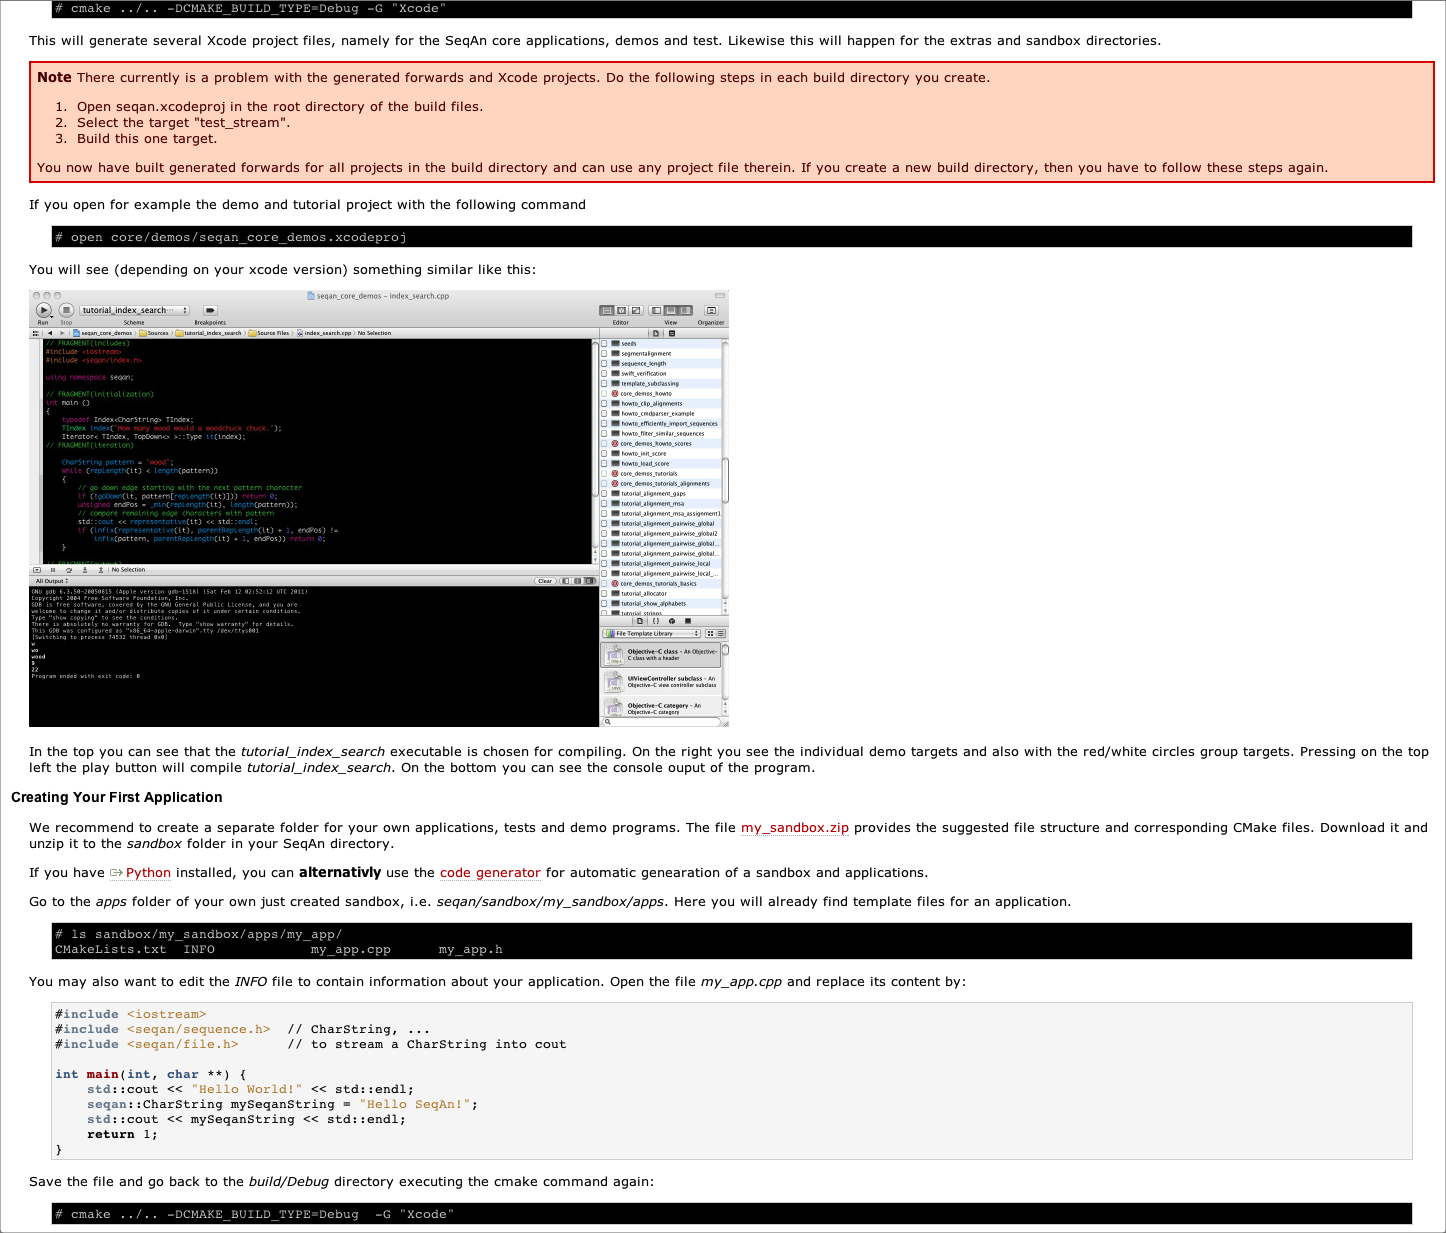 # cmake ../.. -DCMAKE_BUILD_TYPE=Debug -G "Xcode"
This will generate several Xcode project files, namely for the SeqAn core applications, demos and test. Likewise this will happen for the extras and sandbox directories.
Note There currently is a problem with the generated forwards and Xcode projects. Do the following steps in each build directory you create.
1. Open seqan.xcodeproj in the root directory of the build files.
2. Select the target "test_stream".
3. Build this one target.
You now have built generated forwards for all projects in the build directory and can use any project file therein. If you create a new build directory, then you have to follow these steps again.
If you open for example the demo and tutorial project with the following command
# open core/demos/seqan_core_demos.xcodeproj
You will see (depending on your xcode version) something similar like this:
seqan_core_demos - index_search.cpp
tutorial_index_search...
Run Stop Scheme Breakpoints Editor View Organizer
seqan_core_demos Sources tutorial_index_search Source Files index_search.cpp No Selection
// FRAGMENT(includes)
#include <iostream>
#include <seqan/index.h>
using namespace seqan;
// FRAGMENT(initialization)
int main ()
{
typedef Index<CharString> TIndex;
TIndex index("How many wood would a woodchuck chuck.");
Iterator< TIndex, TopDown<> >::Type it(index);
// FRAGMENT(iteration)
CharString pattern = "wood";
while (repLength(it) < length(pattern))
{
// go down edge starting with the next pattern character
if (!goDown(it, pattern[repLength(it)])) return 0;
unsigned endPos = _min(repLength(it), length(pattern));
// compare remaining edge characters with pattern
std::cout << representative(it) << std::endl;
if (infix(representative(it), parentRepLength(it) + 1, endPos) !=
infix(pattern, parentRepLength(it) + 1, endPos)) return 0;
}
seeds
segmentalignment
sequence_length
swift_verification
template_subclassing
core_demos_howto
howto_clip_alignments
howto_cmdparser_example
howto_efficiently_import_sequences
howto_filter_similar_sequences
core_demos_howto_scores
howto_init_score
howto_load_score
core_demos_tutorials
core_demos_tutorials_alignments
tutorial_alignment_gaps
tutorial_alignment_msa
tutorial_alignment_msa_assignment1
tutorial_alignment_pairwise_global
tutorial_alignment_pairwise_global2
tutorial_alignment_pairwise_global...
tutorial_alignment_pairwise_global...
tutorial_alignment_pairwise_local
tutorial_alignment_pairwise_local_...
core_demos_tutorials_basics
tutorial_allocator
tutorial_show_alphabets
tutorial_strings
No Selection
All Output Clear
GNU gdb 6.3.50-20050815 (Apple version gdb-1518) (Sat Feb 12 02:52:12 UTC 2011)
Copyright 2004 Free Software Foundation, Inc.
GDB is free software, covered by the GNU General Public License, and you are
welcome to change it and/or distribute copies of it under certain conditions.
Type "show copying" to see the conditions.
There is absolutely no warranty for GDB. Type "show warranty" for details.
This GDB was configured as "x86_64-apple-darwin".tty /dev/ttys001
[Switching to process 74532 thread 0x0]
w
wo
wood
9
22
Program ended with exit code: 0
File Template Library
Objective-C class - An Objective-
C class with a header
UIViewController subclass - An
Objective-C view controller subclass
Objective-C category - An
Objective-C category
In the top you can see that the tutorial_index_search executable is chosen for compiling. On the right you see the individual demo targets and also with the red/white circles group targets. Pressing on the top
left the play button will compile tutorial_index_search. On the bottom you can see the console ouput of the program.
Creating Your First Application
We recommend to create a separate folder for your own applications, tests and demo programs. The file my_sandbox.zip provides the suggested file structure and corresponding CMake files. Download it and
unzip it to the sandbox folder in your SeqAn directory.
If you have Python installed, you can alternativly use the code generator for automatic genearation of a sandbox and applications.
Go to the apps folder of your own just created sandbox, i.e. seqan/sandbox/my_sandbox/apps. Here you will already find template files for an application.
# ls sandbox/my_sandbox/apps/my_app/
CMakeLists.txt INFO my_app.cpp my_app.h
You may also want to edit the INFO file to contain information about your application. Open the file my_app.cpp and replace its content by:
#include <iostream>
#include <seqan/sequence.h> // CharString, ...
#include <seqan/file.h> // to stream a CharString into cout
int main(int, char **) {
std::cout << "Hello World!" << std::endl;
seqan::CharString mySeqanString = "Hello SeqAn!";
std::cout << mySeqanString << std::endl;
return 1;
}
Save the file and go back to the build/Debug directory executing the cmake command again:
# cmake ../.. -DCMAKE_BUILD_TYPE=Debug -G "Xcode"